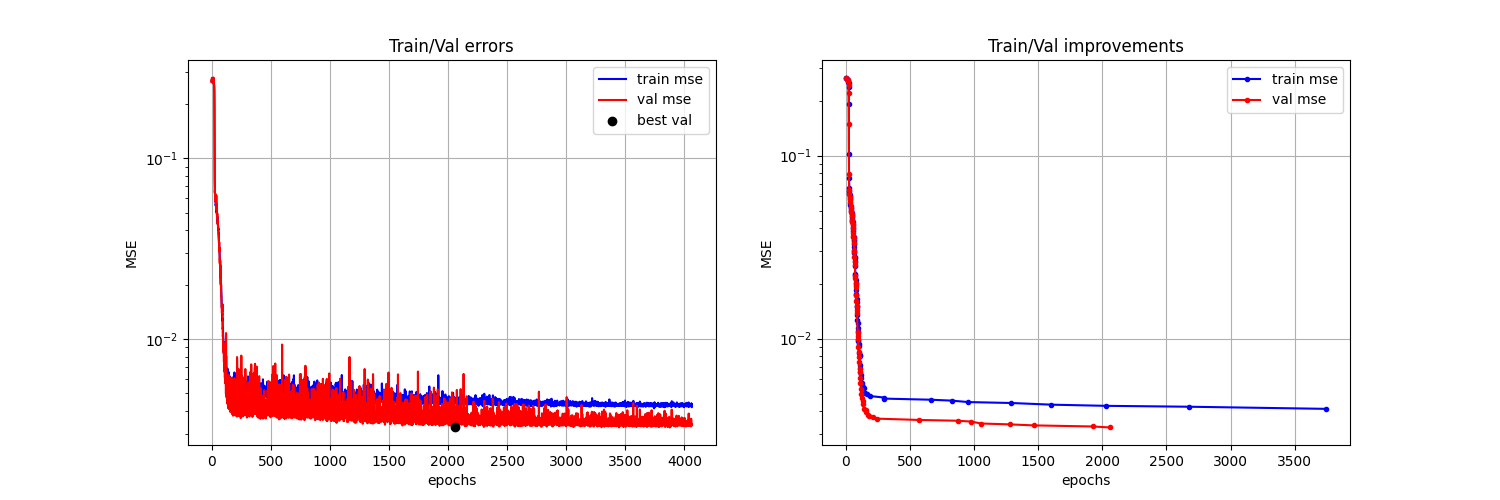 Train/Val errors
train mse
val mse
best val
MSE
10⁻¹
10⁻²
0 500 1000 1500 2000 2500 3000 3500 4000
epochs
Train/Val improvements
train mse
val mse
MSE
10⁻¹
10⁻²
0 500 1000 1500 2000 2500 3000 3500
epochs